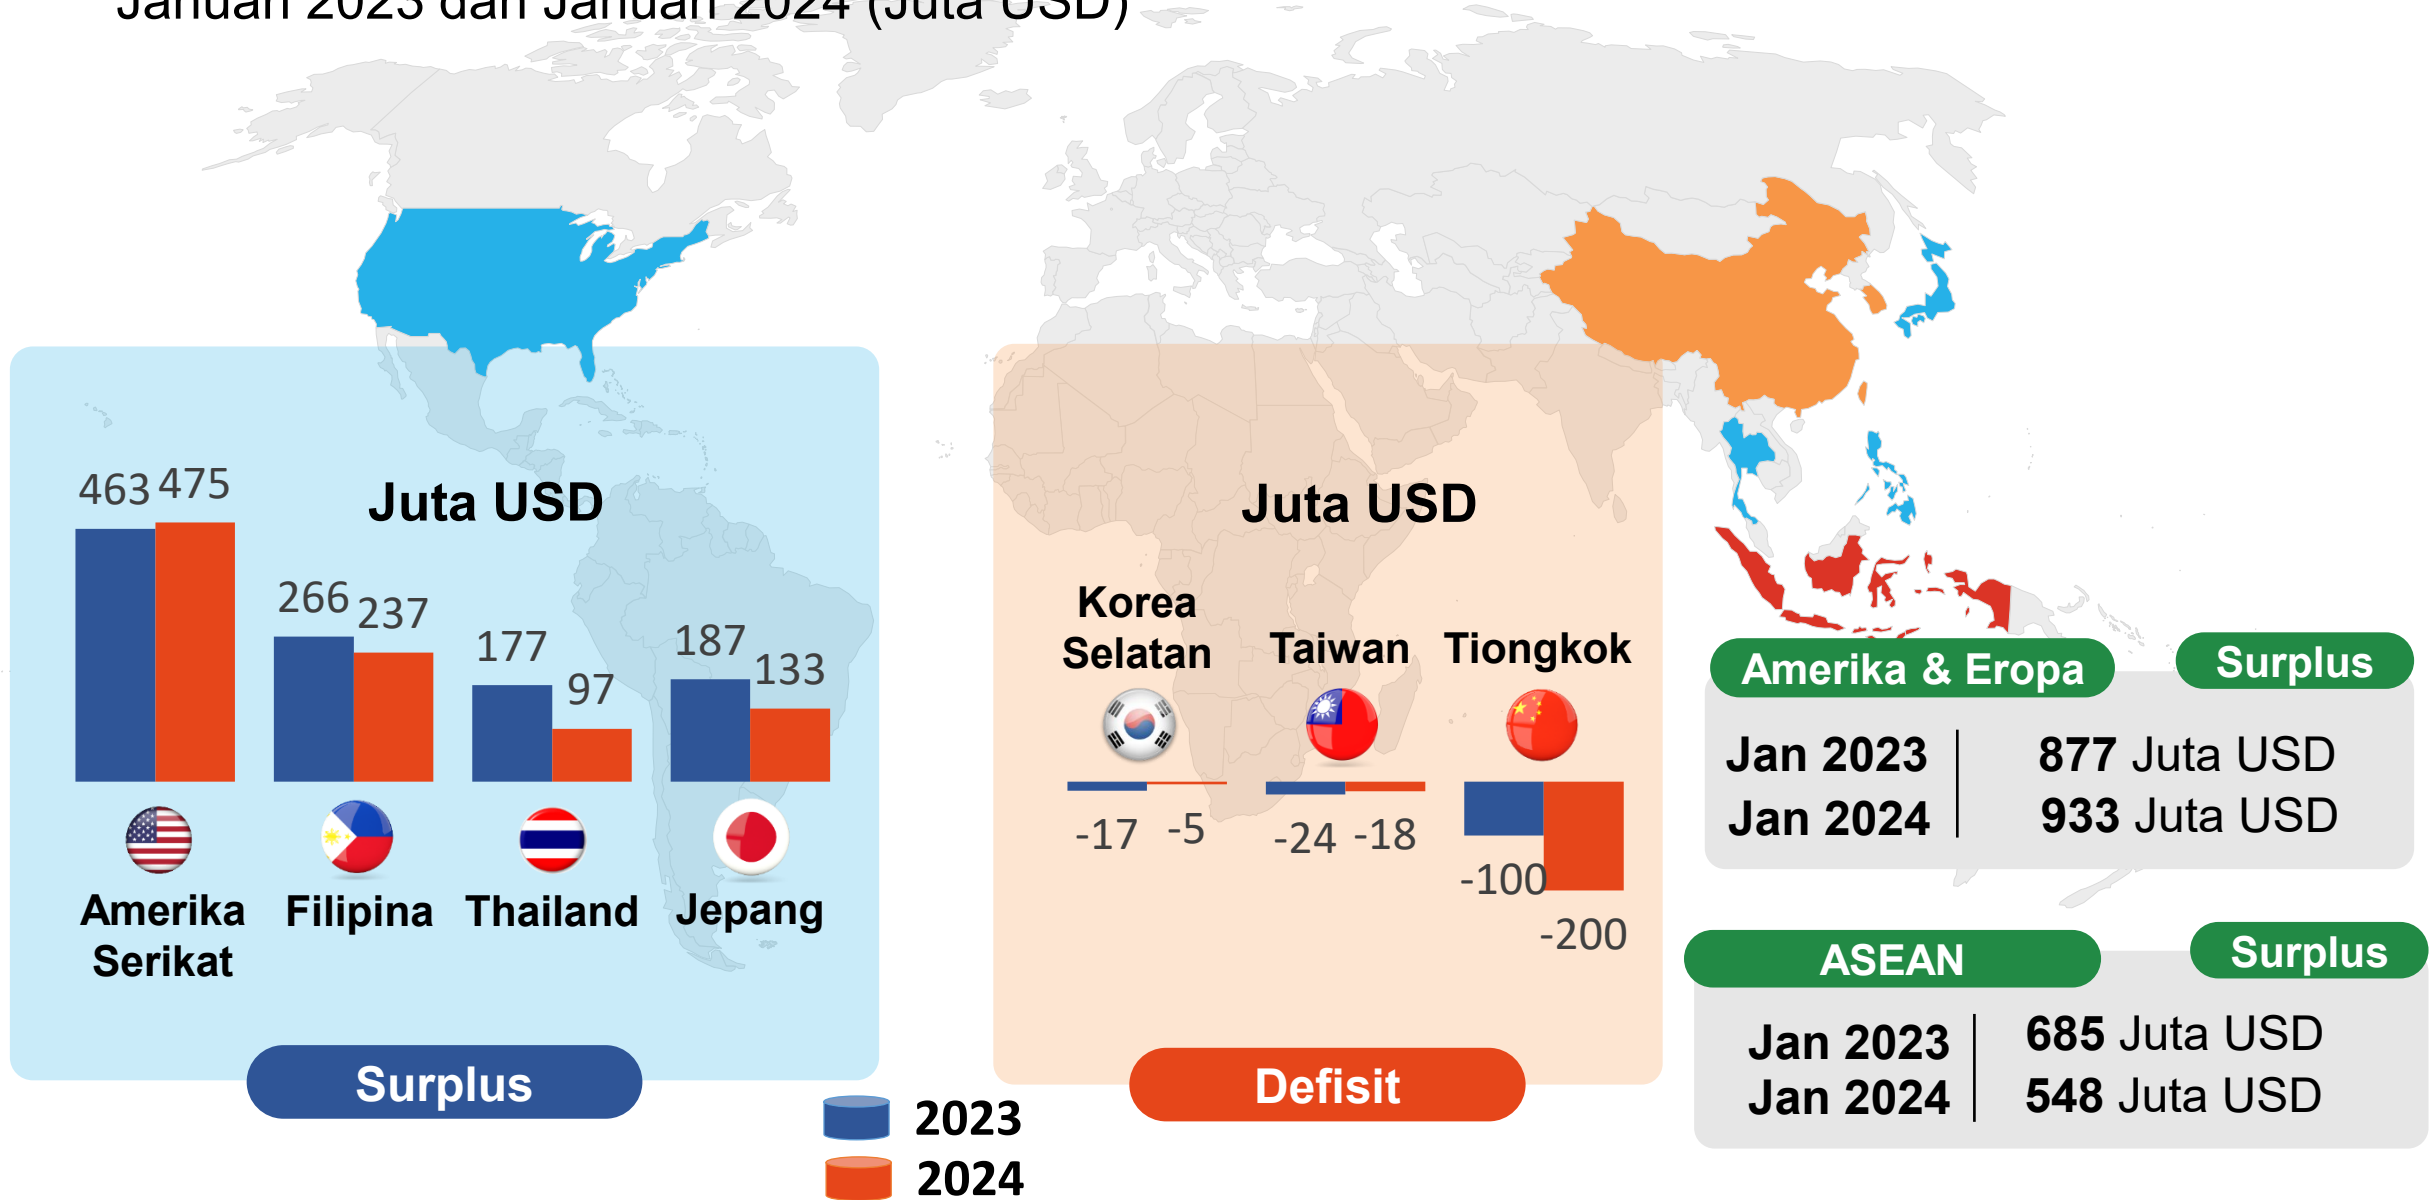 Januari 2023 dan Januari 2024 (Juta USD)
Juta USD
463 475
266 237
177 97
187 133
Amerika
Serikat
Filipina
Thailand
Jepang
Surplus
Juta USD
Korea
Selatan
Taiwan
Tiongkok
-17 -5
-24 -18
-100
-200
Defisit
2023
2024
Amerika & Eropa
Surplus
Jan 2023 877 Juta USD
Jan 2024 933 Juta USD
ASEAN
Surplus
Jan 2023 685 Juta USD
Jan 2024 548 Juta USD